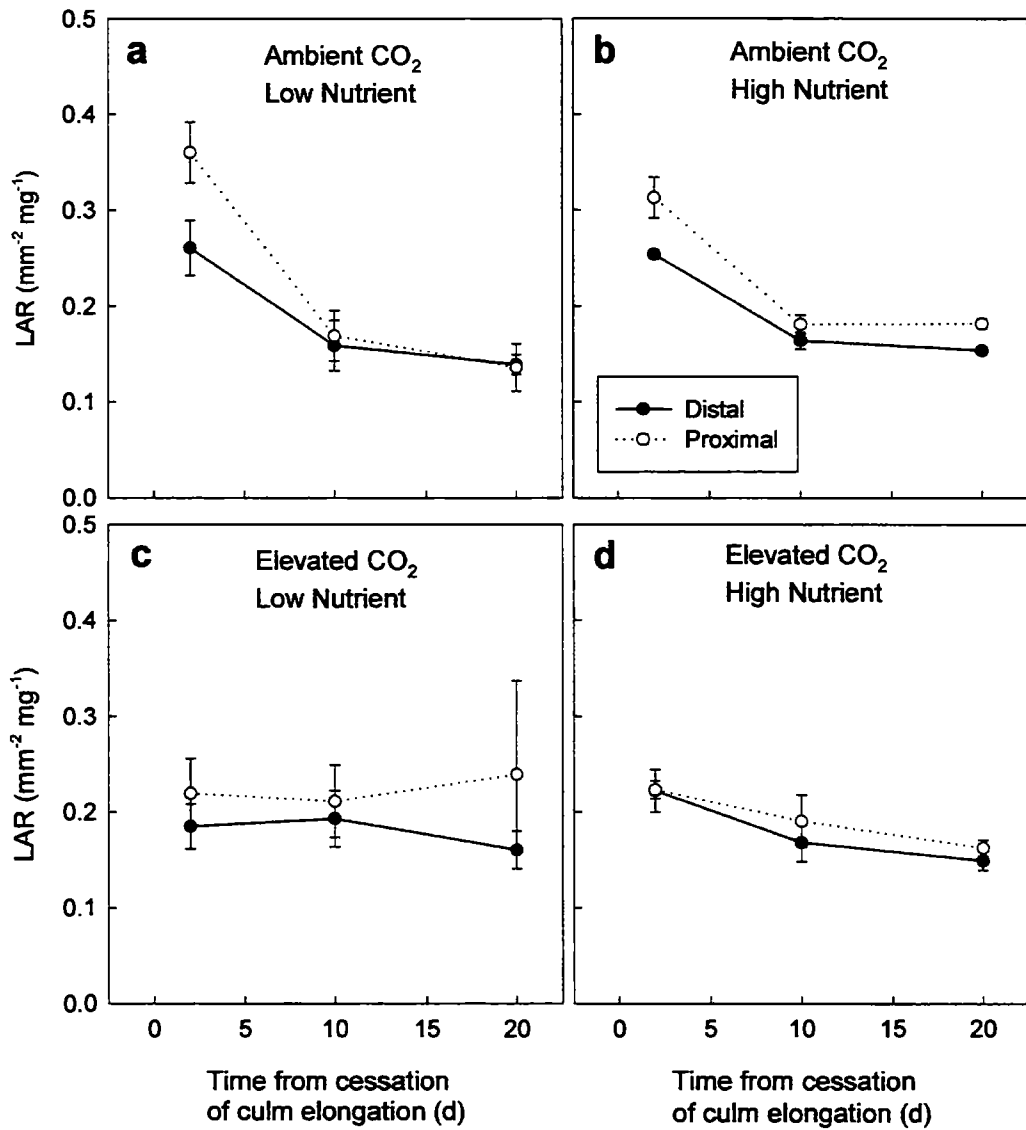 a
Ambient CO2
Low Nutrient
b
Ambient CO2
High Nutrient
0.5
0.4
0.3
0.2
0.1
0.0
LAR (mm-2 mg-1)
Distal
Proximal
c
Elevated CO2
Low Nutrient
d
Elevated CO2
High Nutrient
0.5
0.4
0.3
0.2
0.1
0.0
LAR (mm-2 mg-1)
0 5 10 15 20
0 5 10 15 20
Time from cessation
of culm elongation (d)
Time from cessation
of culm elongation (d)